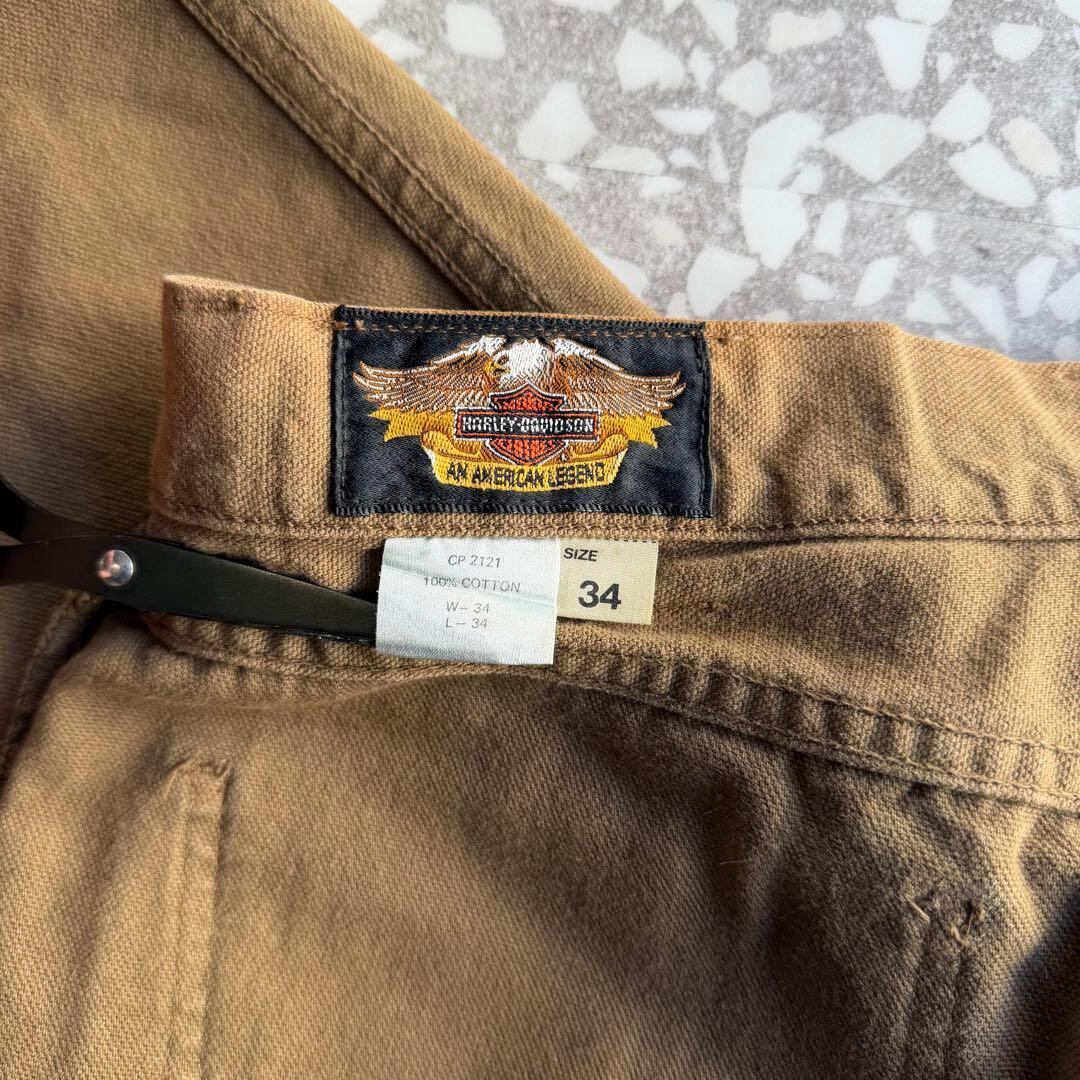 HARLEY-DAVIDSON
AN AMERICAN LEGEND
CP 2121
100% COTTON
W– 34
L– 34
SIZE
34